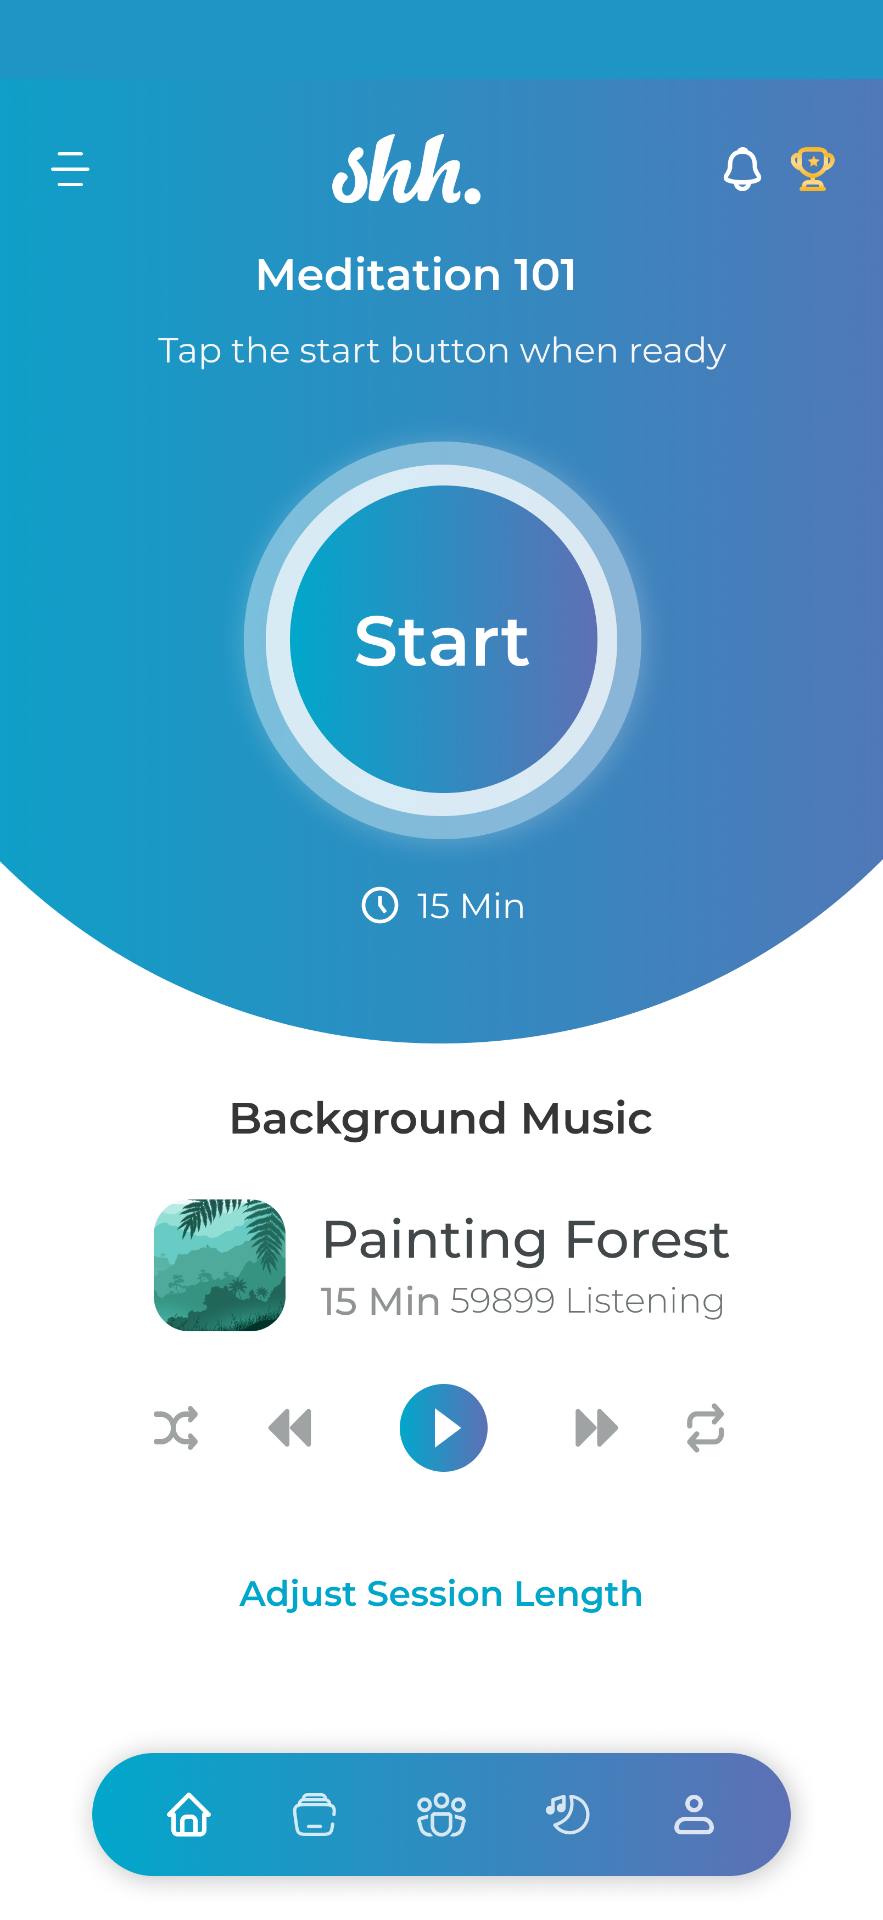 shh.
Meditation 101
Tap the start button when ready
Start
15 Min
Background Music
Painting Forest
15 Min 59899 Listening
Adjust Session Length